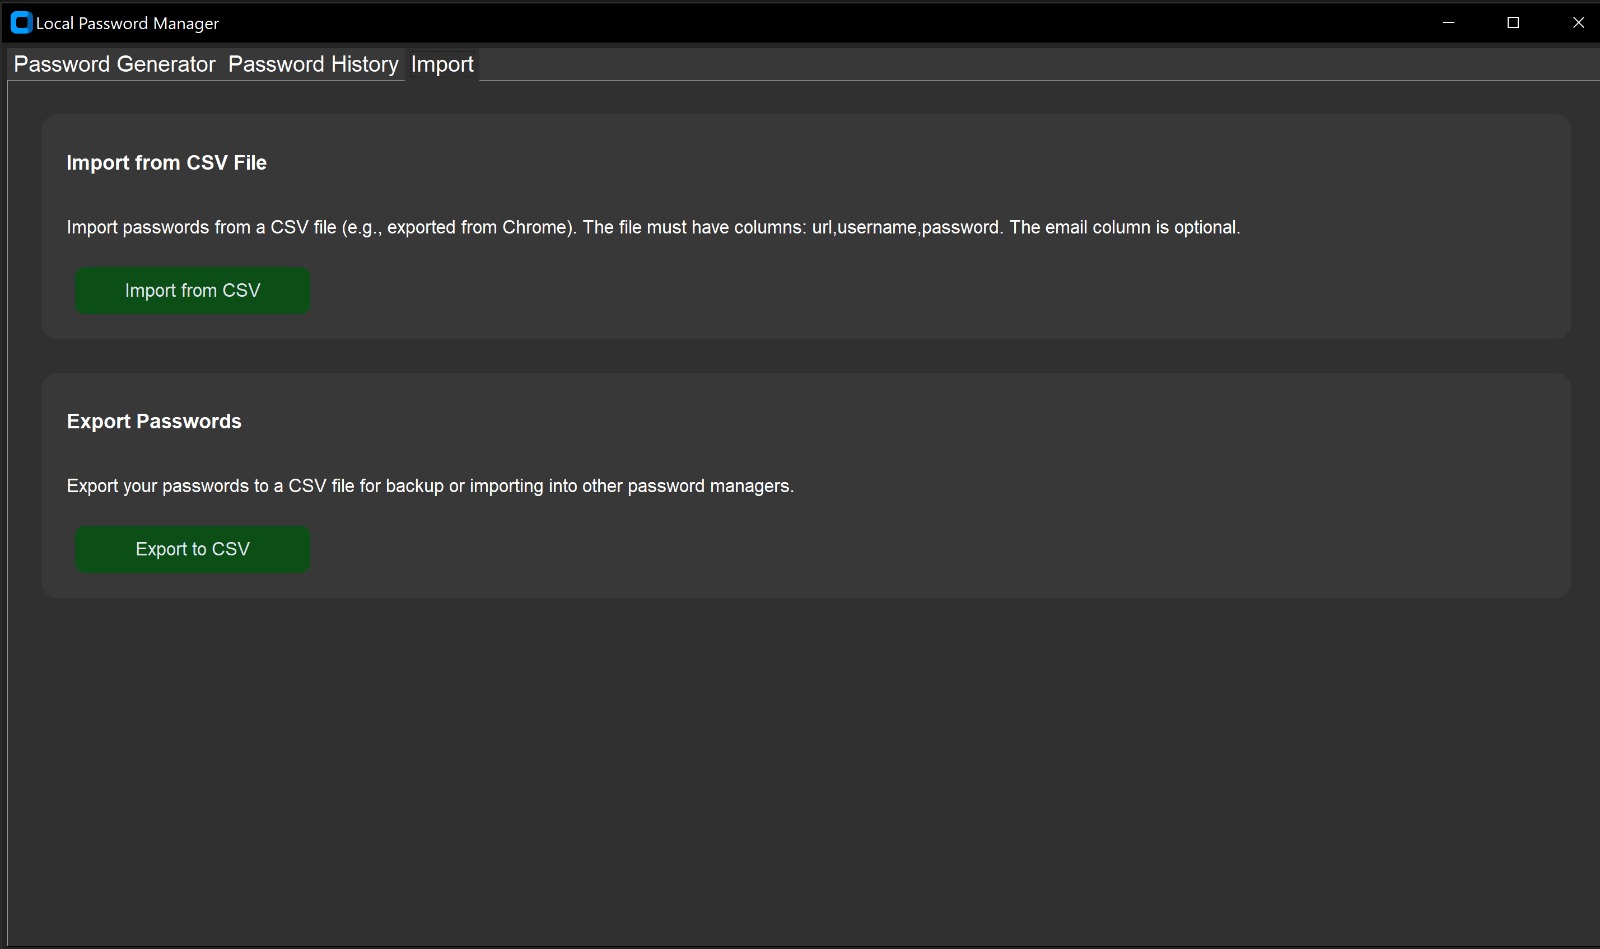 Local Password Manager
Password Generator Password History Import
Import from CSV File
Import passwords from a CSV file (e.g., exported from Chrome). The file must have columns: url,username,password. The email column is optional.
Import from CSV
Export Passwords
Export your passwords to a CSV file for backup or importing into other password managers.
Export to CSV